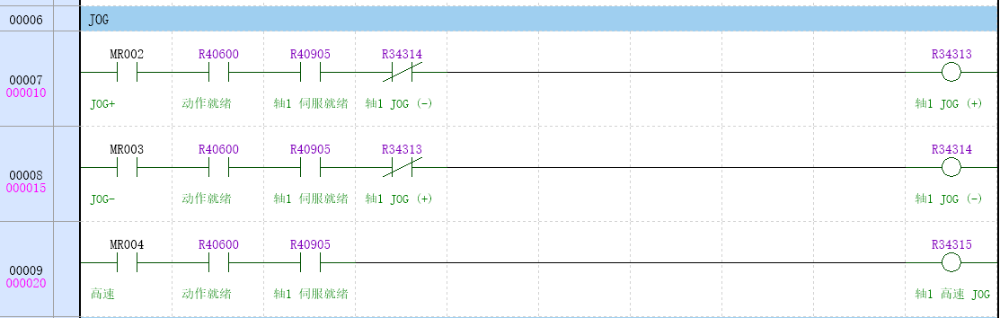 00006 JOG
MR002 R40600 R40905 R34314 R34313
00007
000010
JOG+ 动作就绪 轴1 伺服就绪 轴1 JOG (-) 轴1 JOG (+)
MR003 R40600 R40905 R34313 R34314
00008
000015
JOG- 动作就绪 轴1 伺服就绪 轴1 JOG (+) 轴1 JOG (-)
MR004 R40600 R40905 R34315
00009
000020
高速 动作就绪 轴1 伺服就绪 轴1 高速 JOG